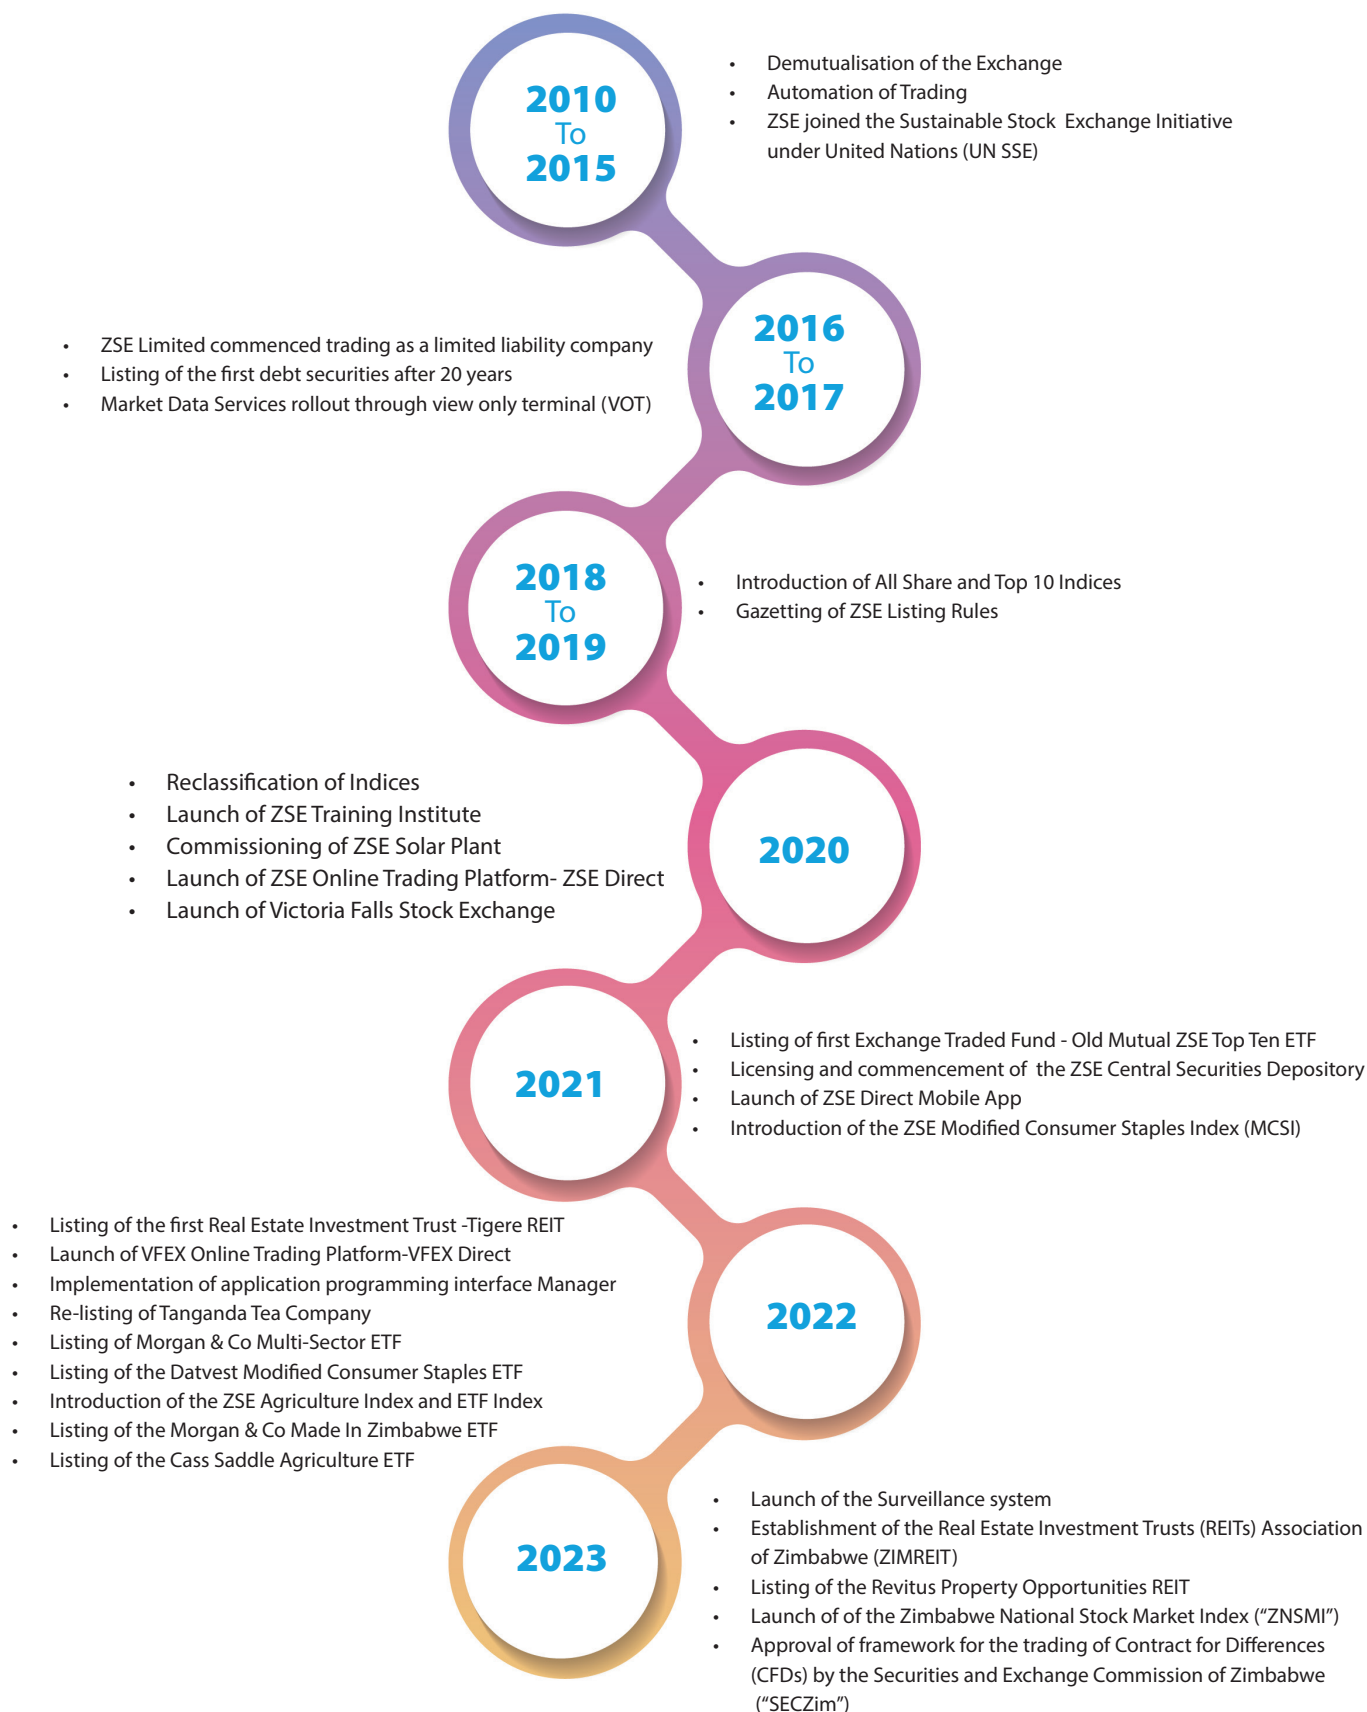 2010
To
2015
• Demutualisation of the Exchange
• Automation of Trading
• ZSE joined the Sustainable Stock Exchange Initiative
under United Nations (UN SSE)
2016
To
2017
• ZSE Limited commenced trading as a limited liability company
• Listing of the first debt securities after 20 years
• Market Data Services rollout through view only terminal (VOT)
2018
To
2019
• Introduction of All Share and Top 10 Indices
• Gazetting of ZSE Listing Rules
2020
• Reclassification of Indices
• Launch of ZSE Training Institute
• Commissioning of ZSE Solar Plant
• Launch of ZSE Online Trading Platform- ZSE Direct
• Launch of Victoria Falls Stock Exchange
2021
• Listing of first Exchange Traded Fund - Old Mutual ZSE Top Ten ETF
• Licensing and commencement of the ZSE Central Securities Depository
• Launch of ZSE Direct Mobile App
• Introduction of the ZSE Modified Consumer Staples Index (MCSI)
2022
• Listing of the first Real Estate Investment Trust -Tigere REIT
• Launch of VFEX Online Trading Platform-VFEX Direct
• Implementation of application programming interface Manager
• Re-listing of Tanganda Tea Company
• Listing of Morgan & Co Multi-Sector ETF
• Listing of the Datvest Modified Consumer Staples ETF
• Introduction of the ZSE Agriculture Index and ETF Index
• Listing of the Morgan & Co Made In Zimbabwe ETF
• Listing of the Cass Saddle Agriculture ETF
2023
• Launch of the Surveillance system
• Establishment of the Real Estate Investment Trusts (REITs) Association
of Zimbabwe (ZIMREIT)
• Listing of the Revitus Property Opportunities REIT
• Launch of of the Zimbabwe National Stock Market Index (“ZNSMI”)
• Approval of framework for the trading of Contract for Differences
(CFDs) by the Securities and Exchange Commission of Zimbabwe
(“SECZim”)